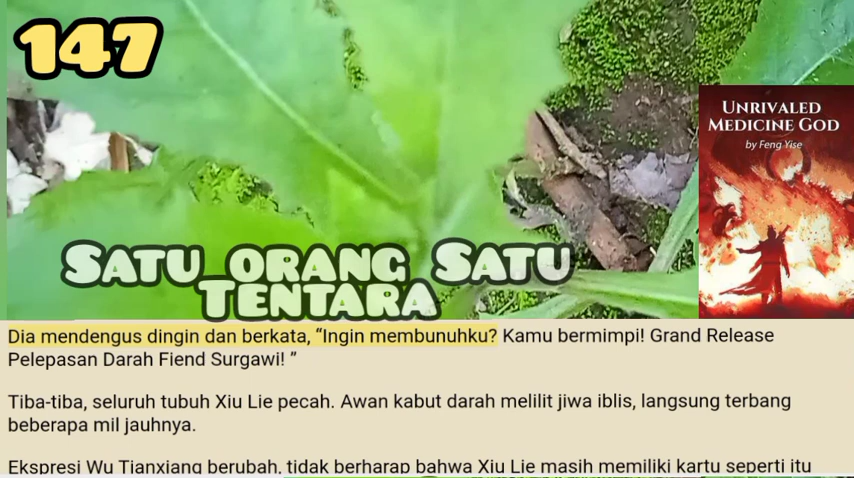 147
UNRIVALED
MEDICINE GOD
by Feng Yise
SATU ORANG SATU
TENTARA
Dia mendengus dingin dan berkata, “Ingin membunuhku? Kamu bermimpi! Grand Release
Pelepasan Darah Fiend Surgawi! ”
Tiba-tiba, seluruh tubuh Xiu Lie pecah. Awan kabut darah melilit jiwa iblis, langsung terbang
beberapa mil jauhnya.
Ekspresi Wu Tianxiang berubah, tidak berharap bahwa Xiu Lie masih memiliki kartu seperti itu